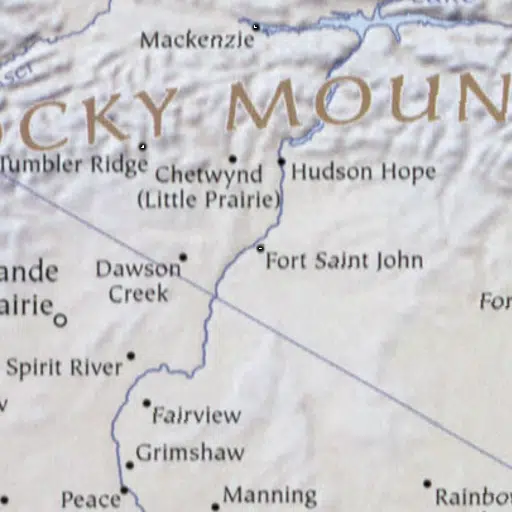 Mackenzie
OCKY MOUN
Tumbler Ridge
Chetwynd
(Little Prairie)
Hudson Hope
Fort Saint John
Dawson
Creek
ande
airie
For
Spirit River
Fairview
Grimshaw
Peace
Manning
Rainbo